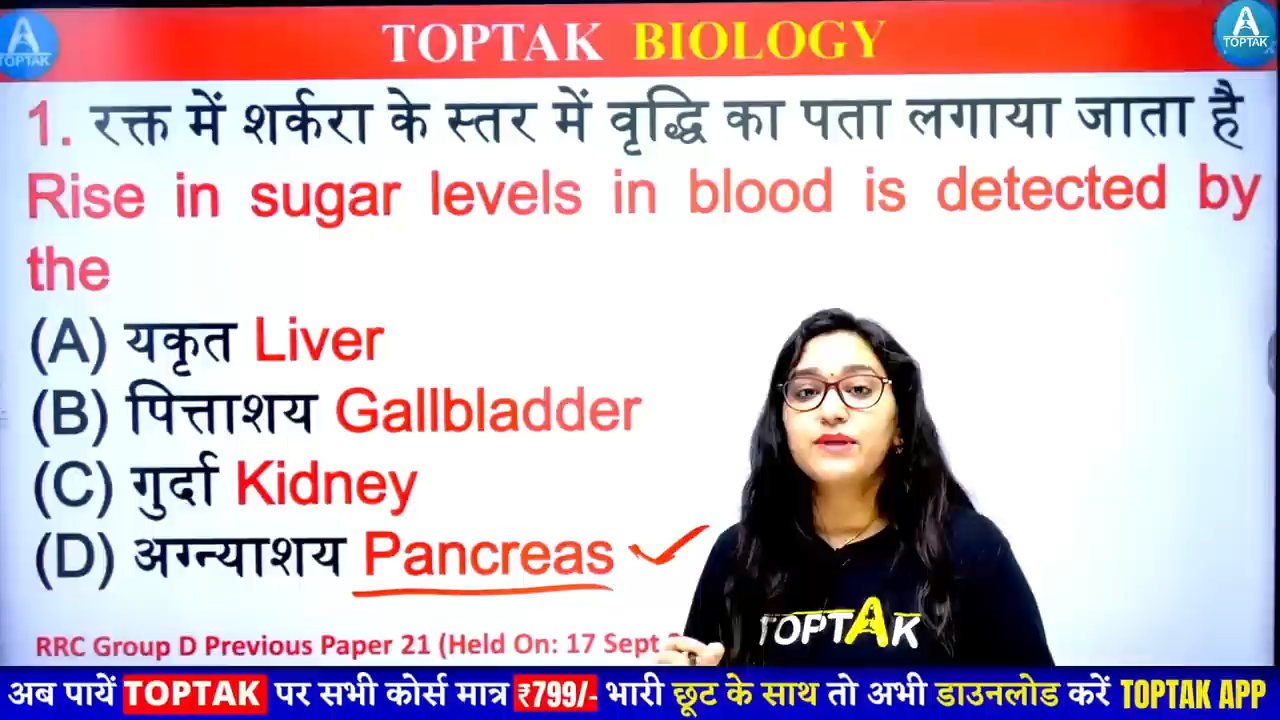 TOPTAK BIOLOGY
A
TOPTAK
A
TOPTAK
1. रक्त में शर्करा के स्तर में वृद्धि का पता लगाया जाता है
Rise in sugar levels in blood is detected by
the
(A) यकृत Liver
(B) पित्ताशय Gallbladder
(C) गुर्दा Kidney
(D) अग्न्याशय Pancreas
TOPTAK
RRC Group D Previous Paper 21 (Held On: 17 Sept
अब पायें TOPTAK पर सभी कोर्स मात्र ₹799/- भारी छूट के साथ तो अभी डाउनलोड करें TOPTAK APP